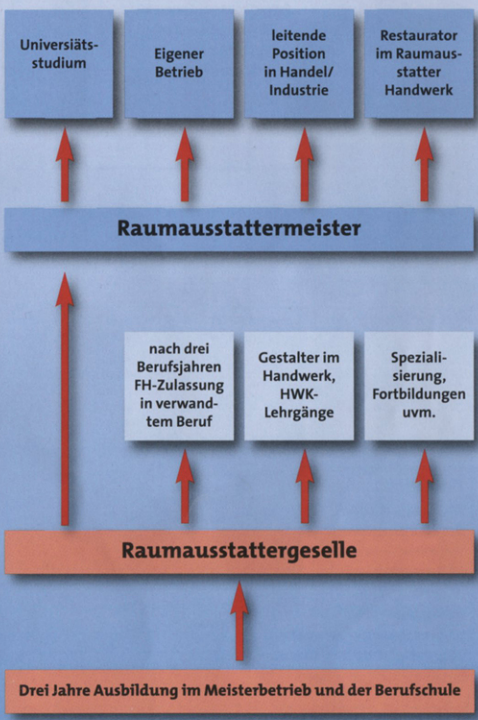 Universiäts-
studium
Eigener
Betrieb
leitende
Position
in Handel/
Industrie
Restaurator
im Raumaus-
statter
Handwerk
Raumausstattermeister
nach drei
Berufsjahren
FH-Zulassung
in verwand-
tem Beruf
Gestalter im
Handwerk,
HWK-
Lehrgänge
Speziali-
sierung,
Fortbildungen
uvm.
Raumausstattergeselle
Drei Jahre Ausbildung im Meisterbetrieb und der Berufschule